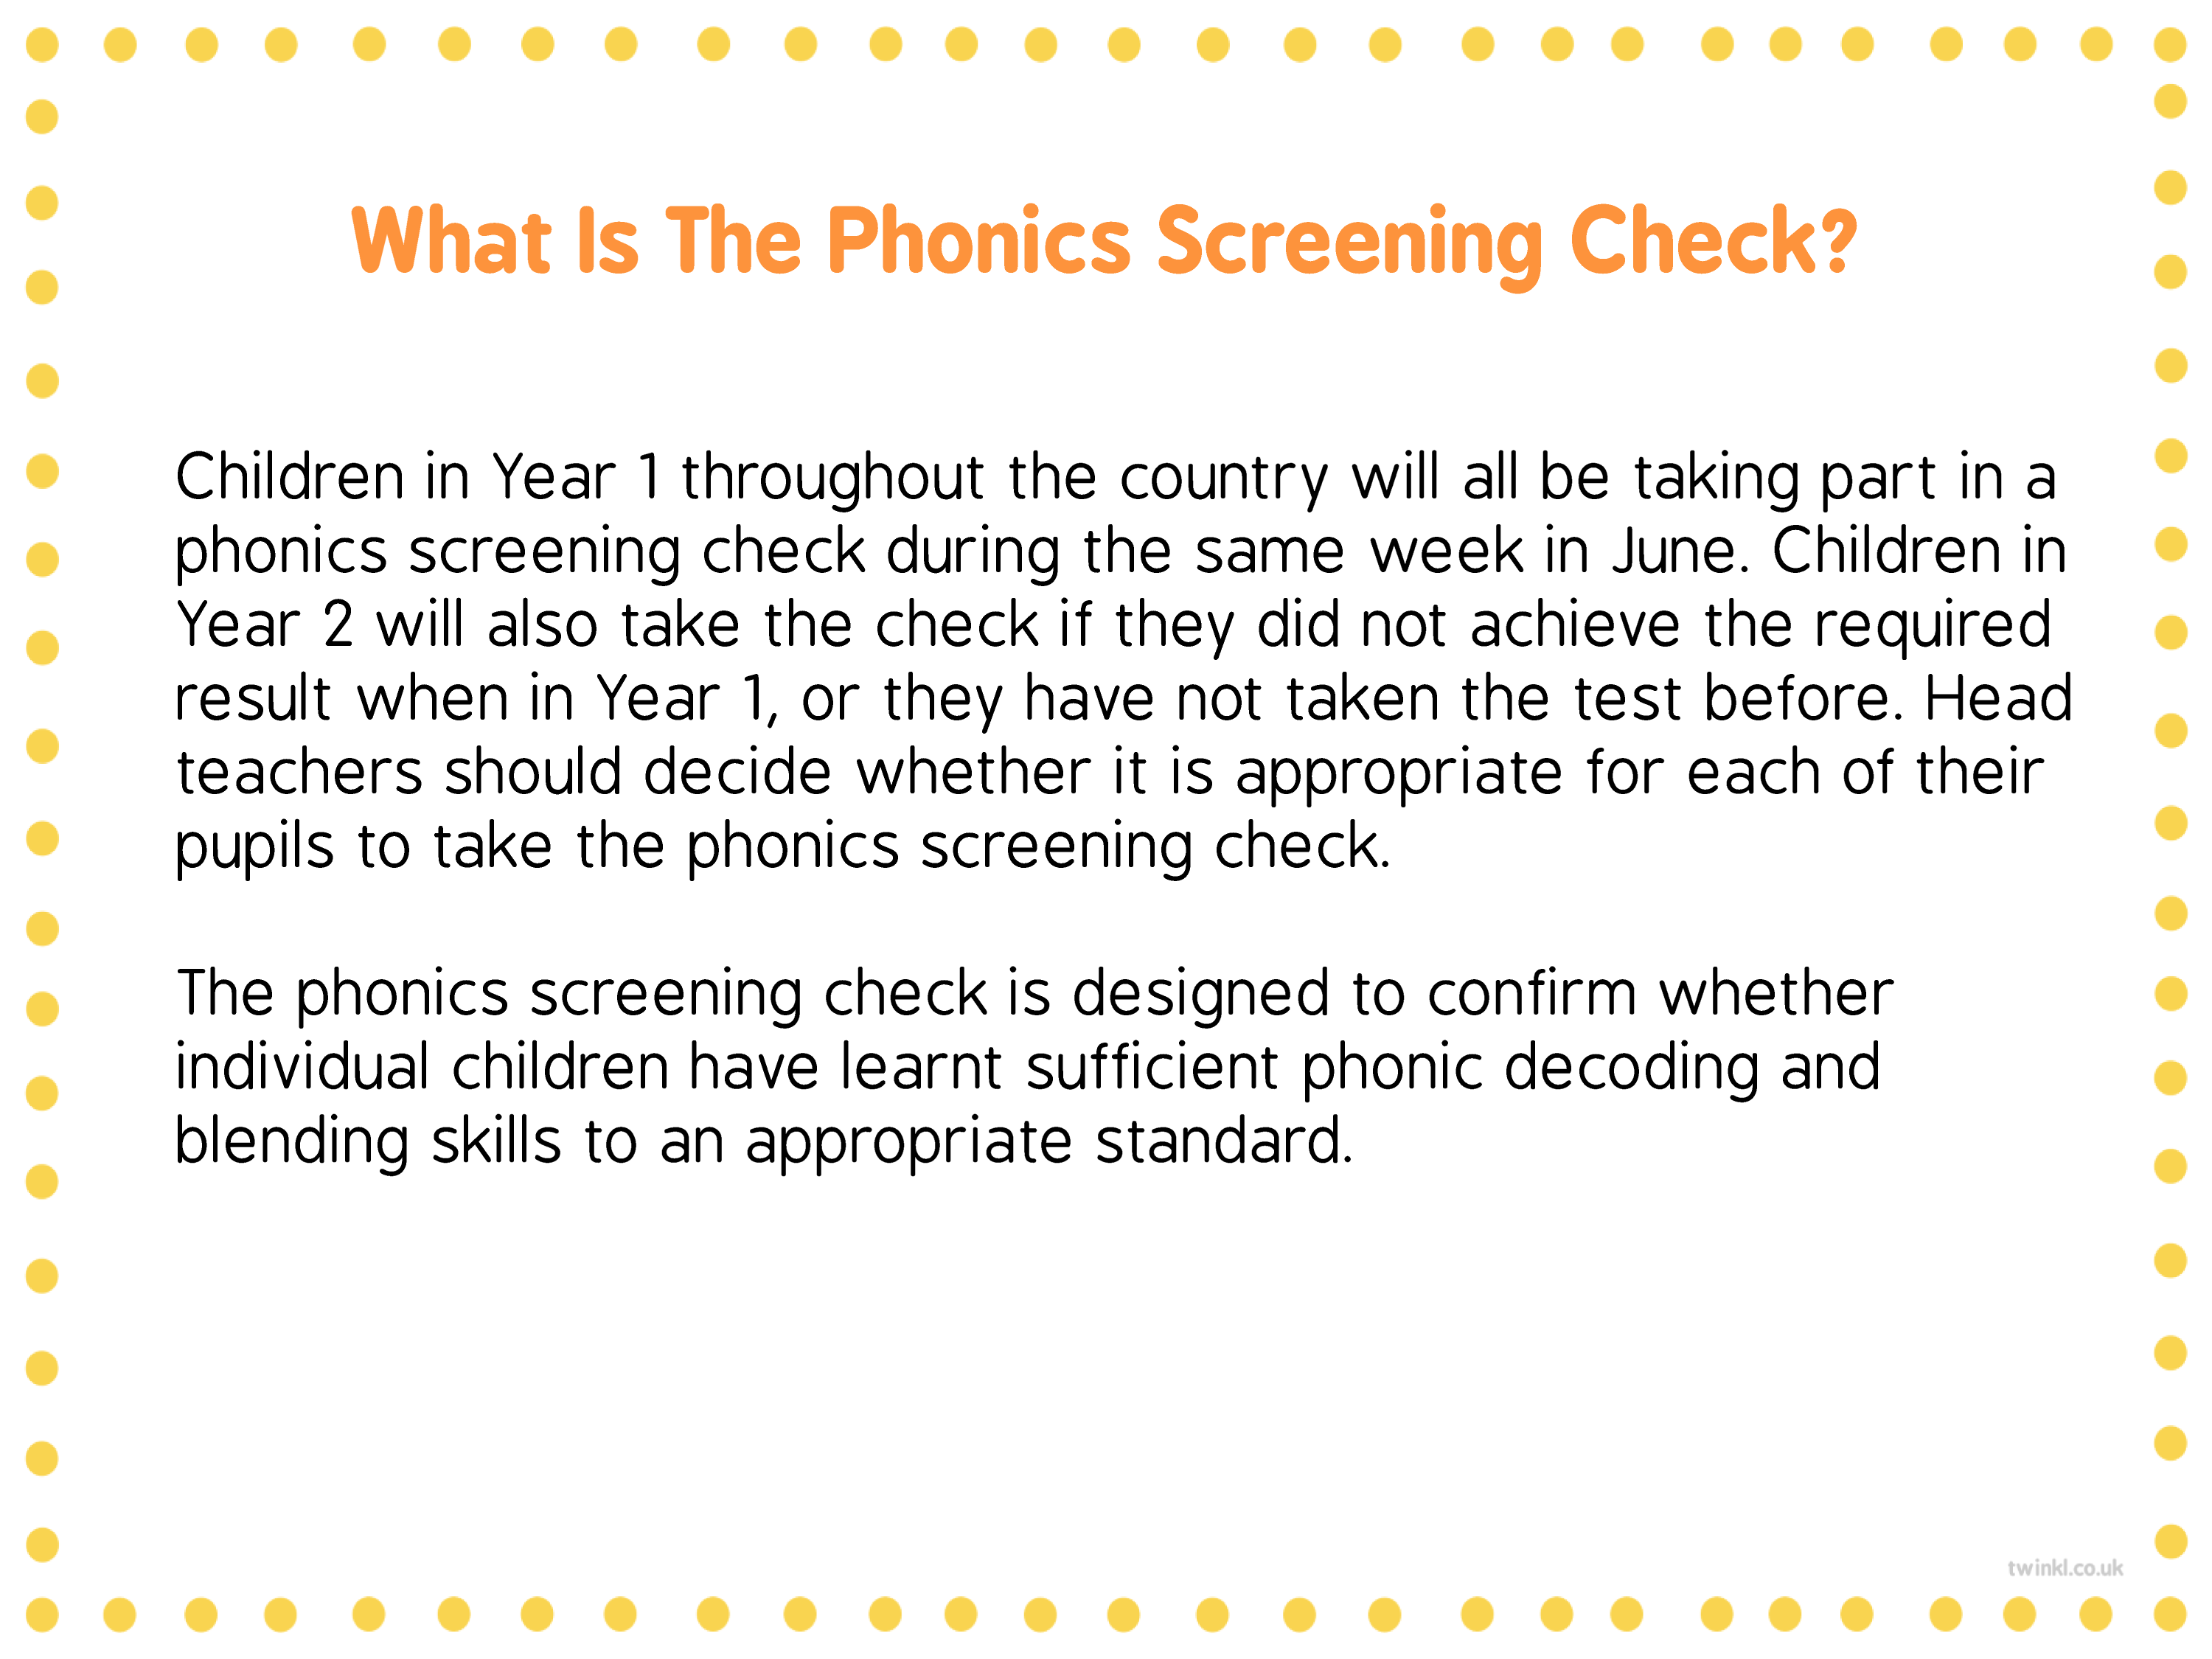 What Is The Phonics Screening Check?
Children in Year 1 throughout the country will all be taking part in a
phonics screening check during the same week in June. Children in
Year 2 will also take the check if they did not achieve the required
result when in Year 1, or they have not taken the test before. Head
teachers should decide whether it is appropriate for each of their
pupils to take the phonics screening check.
The phonics screening check is designed to confirm whether
individual children have learnt sufficient phonic decoding and
blending skills to an appropriate standard.
twinkl.co.uk